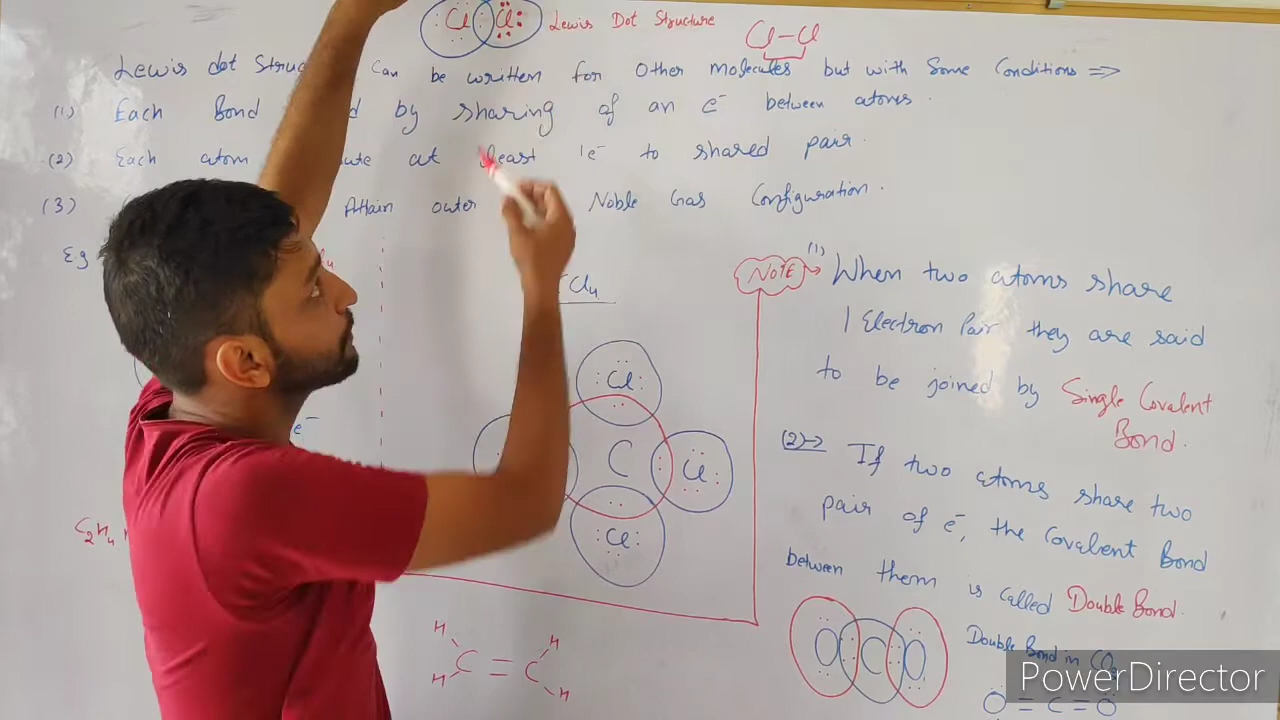 Cl Cl Lewis Dot Structure Cl-Cl
Lewis dot Struc can be written for other molecules but with Some Conditions ⇒
(1) Each Bond d by sharing of an e⁻ between atoms.
(2) Each atom ute at least 1e⁻ to shared pair.
(3) Attain outer Noble Gas Configuration.
Eg
Cl₄
NOTE → (1) When two atoms share
1 Electron Pair they are said
to be joined by Single Covalent
Bond.
(2)→ If two atoms share two
pair of e⁻, the Covalent Bond
between them is called Double Bond.
Cl
C Cl
Cl
e⁻
C₂H₄
H H
C = C
H H
O C O
Double Bond in CO₂
O = C = O
PowerDirector